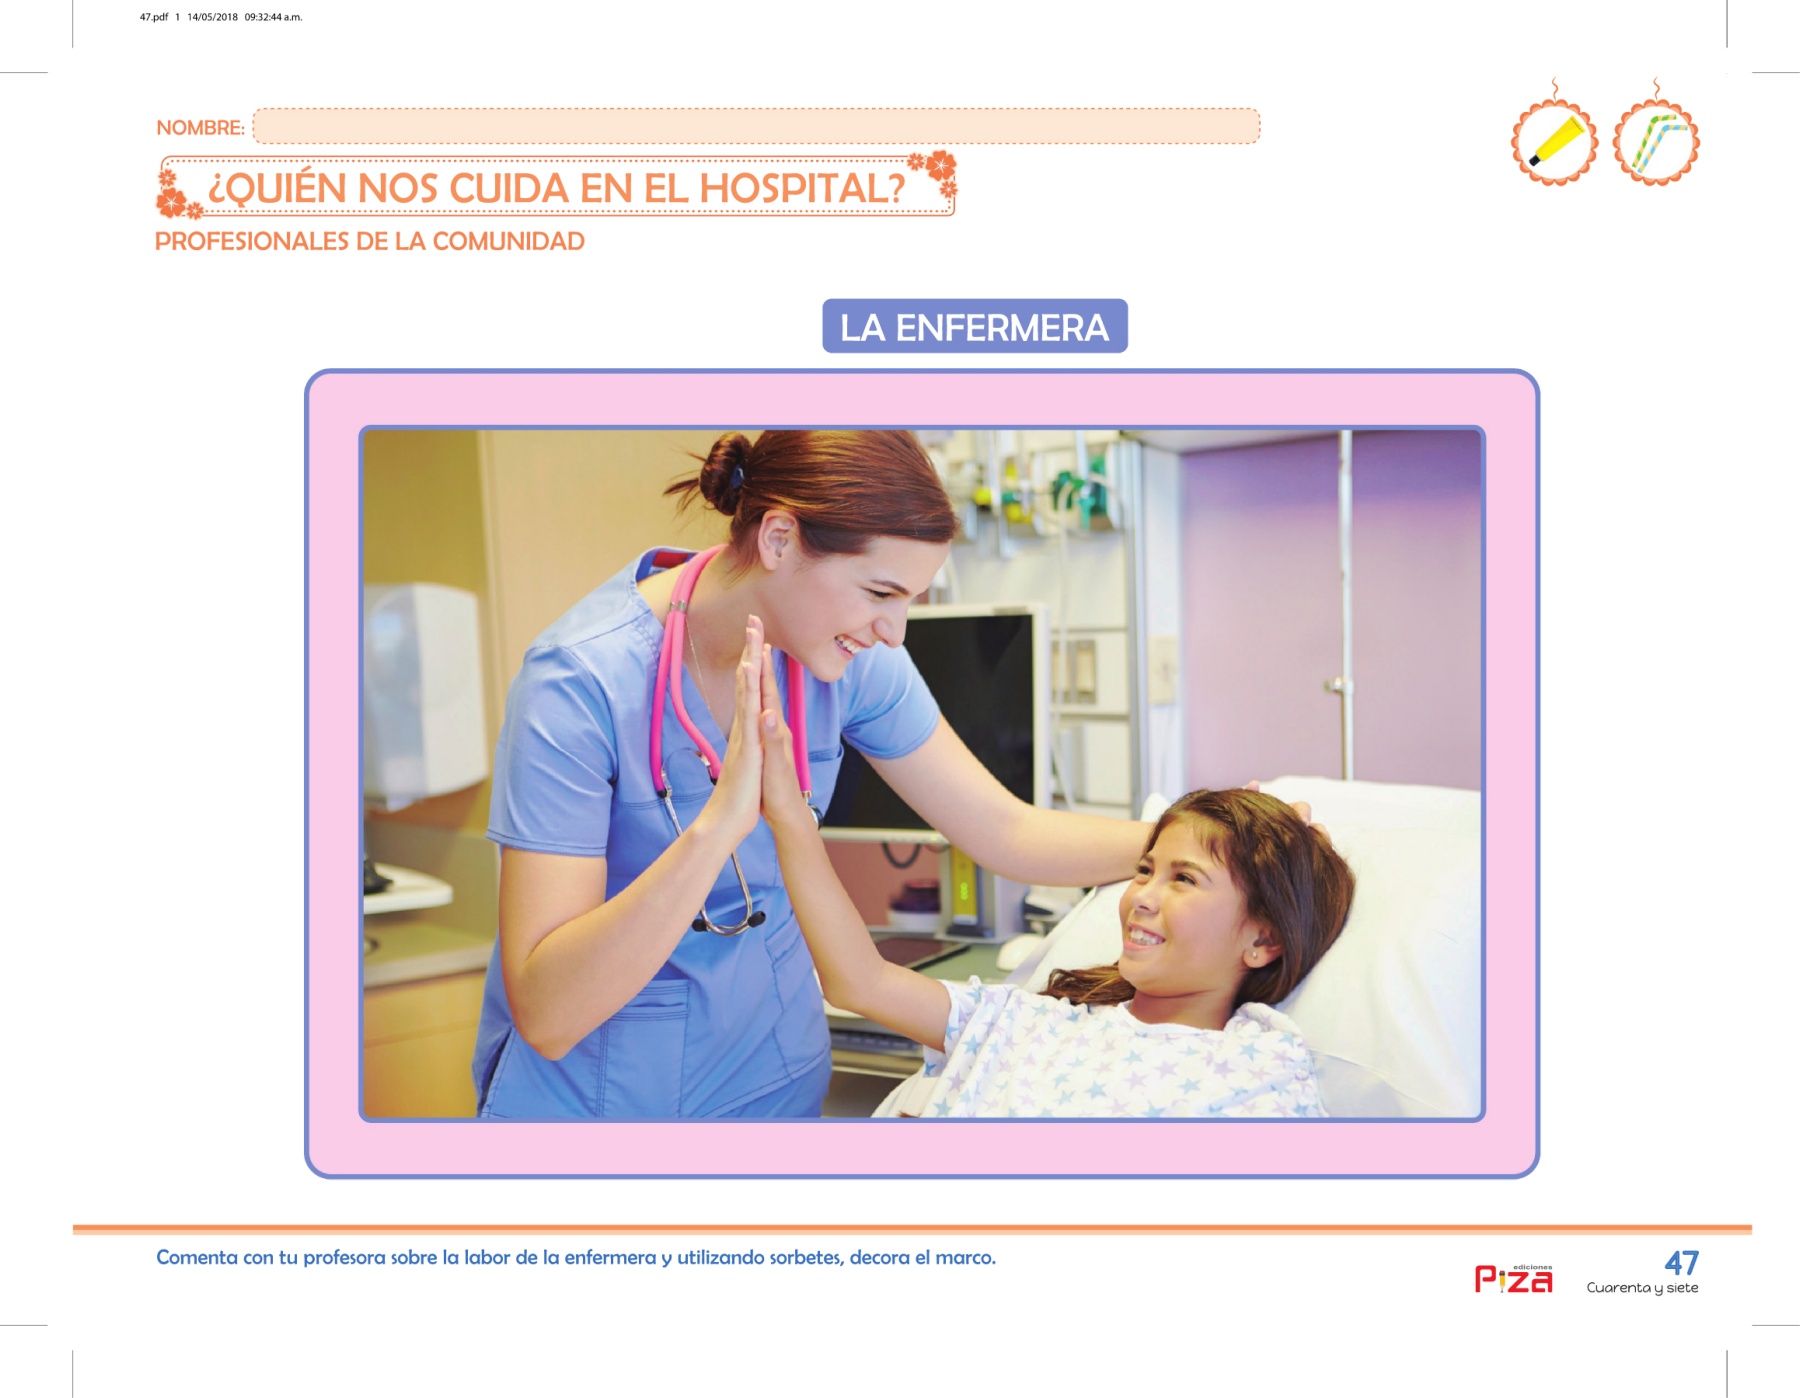 47.pdf 1 14/05/2018 09:32:44 a.m.
NOMBRE:
¿QUIÉN NOS CUIDA EN EL HOSPITAL?
PROFESIONALES DE LA COMUNIDAD
LA ENFERMERA
Comenta con tu profesora sobre la labor de la enfermera y utilizando sorbetes, decora el marco.
ediciones
Piza
47
Cuarenta y siete